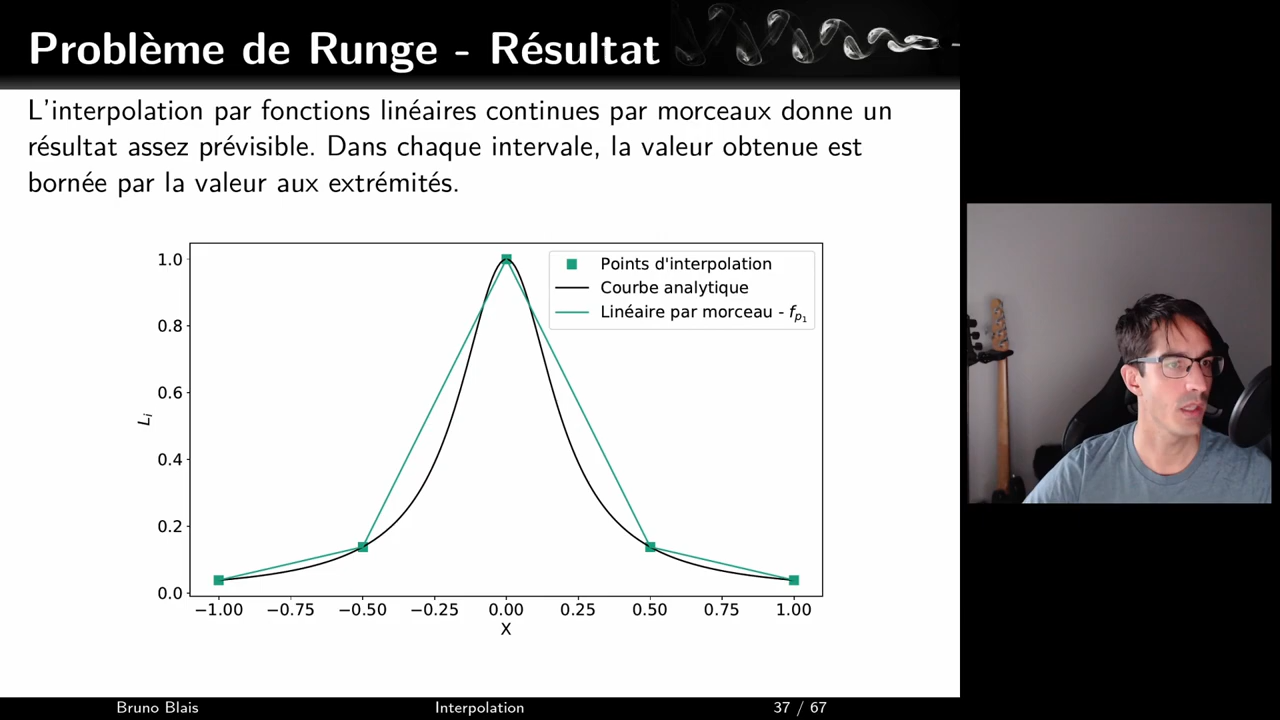 Problème de Runge - Résultat
L'interpolation par fonctions linéaires continues par morceaux donne un
résultat assez prévisible. Dans chaque intervale, la valeur obtenue est
bornée par la valeur aux extrémités.
Points d'interpolation
Courbe analytique
Linéaire par morceau - fp₁
1.0
0.8
0.6
0.4
0.2
0.0
Li
−1.00 −0.75 −0.50 −0.25 0.00 0.25 0.50 0.75 1.00
X
Bruno Blais Interpolation 37 / 67